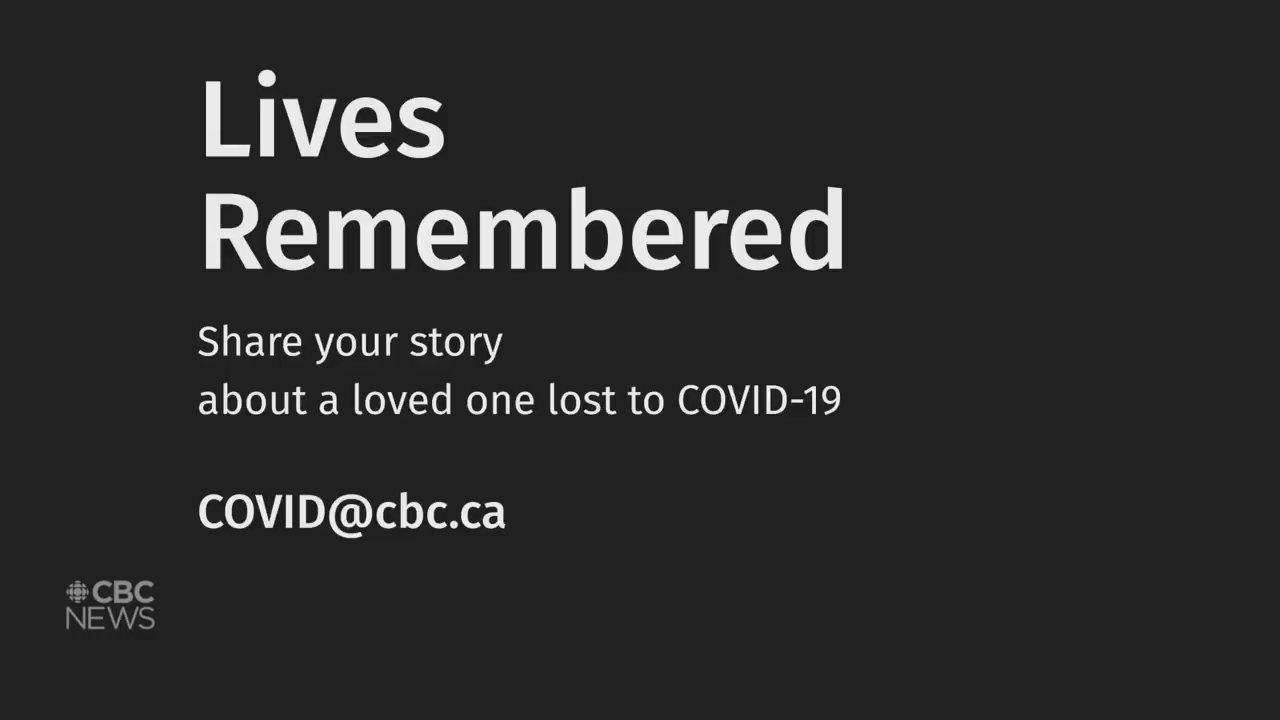 Lives
Remembered
Share your story
about a loved one lost to COVID-19
COVID@cbc.ca
CBC
NEWS